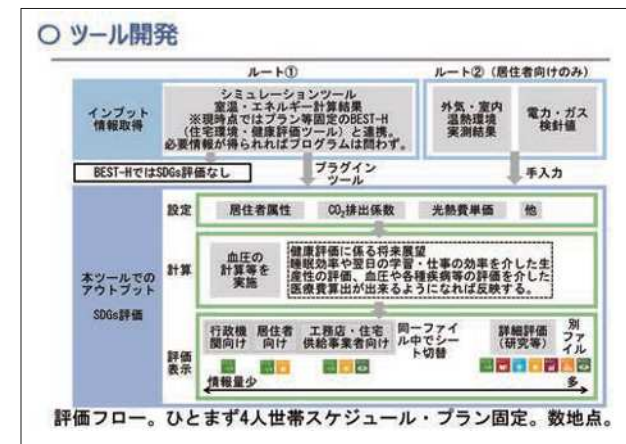 ○ ツール開発
ルート①
ルート②（居住者向けのみ）
インプット
情報取得
シミュレーションツール
室温・エネルギー計算結果
※現時点ではプラン等固定のBEST-H
（住宅環境・健康評価ツール）と連携。
必要情報が得られればプログラムは問わず。
外気・室内
温熱環境
実測結果
電力・ガス
検針値
BEST-HではSDGs評価なし
プラグイン
ツール
手入力
本ツールでの
アウトプット
SDGs評価
設定
居住者属性
CO₂排出係数
光熱費単価
他
計算
血圧の
計算等を
実施
健康評価に係る将来展望
睡眠効率や翌日の学習・仕事の効率を介した生
産性の評価、血圧や各種疾病等の評価を介した
医療費算出が出来るようになれば反映する。
評価
表示
行政機
関向け
居住者
向け
工務店・住宅
供給事業者向け
同一ファイ
ル中でシー
ト切替
詳細評価
（研究等）
別
ファ
イル
情報量少
多
評価フロー。ひとまず4人世帯スケジュール・プラン固定。数地点。